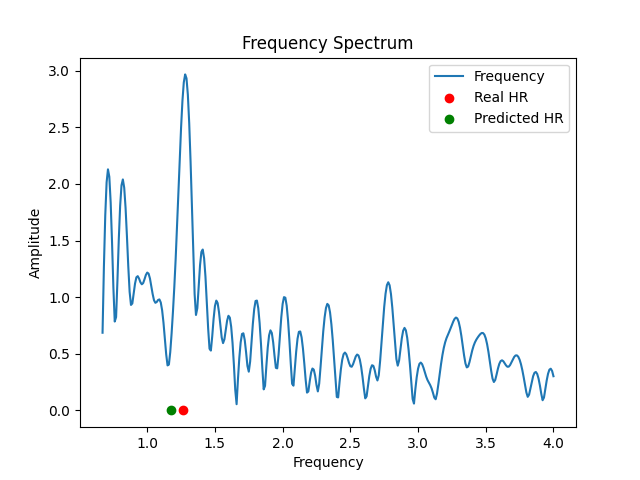 Frequency Spectrum
Frequency
Real HR
Predicted HR
Amplitude
3.0
2.5
2.0
1.5
1.0
0.5
0.0
1.0 1.5 2.0 2.5 3.0 3.5 4.0
Frequency